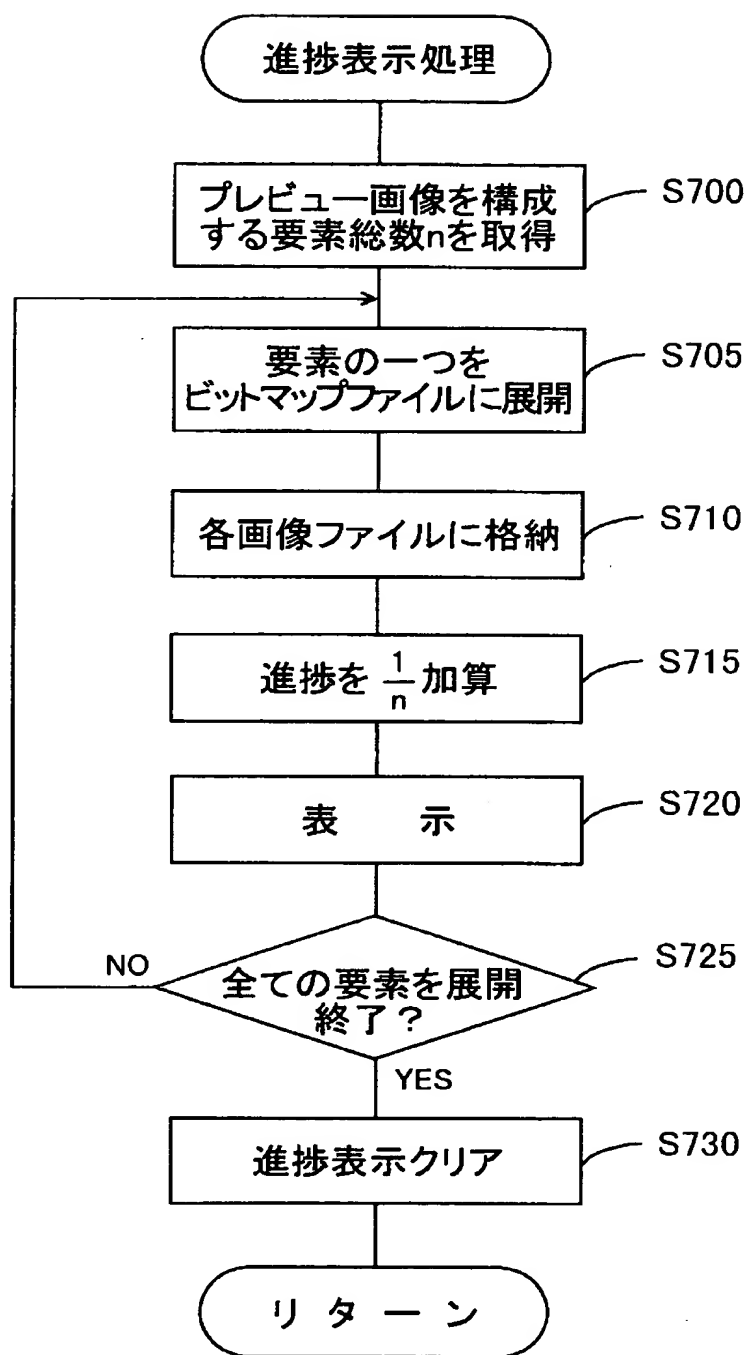 進捗表示処理
プレビュー画像を構成
する要素総数nを取得
S700
要素の一つを
ビットマップファイルに展開
S705
各画像ファイルに格納
S710
進捗を 1/n 加算
S715
表 示
S720
全ての要素を展開
終了?
S725
NO
YES
進捗表示クリア
S730
リターン